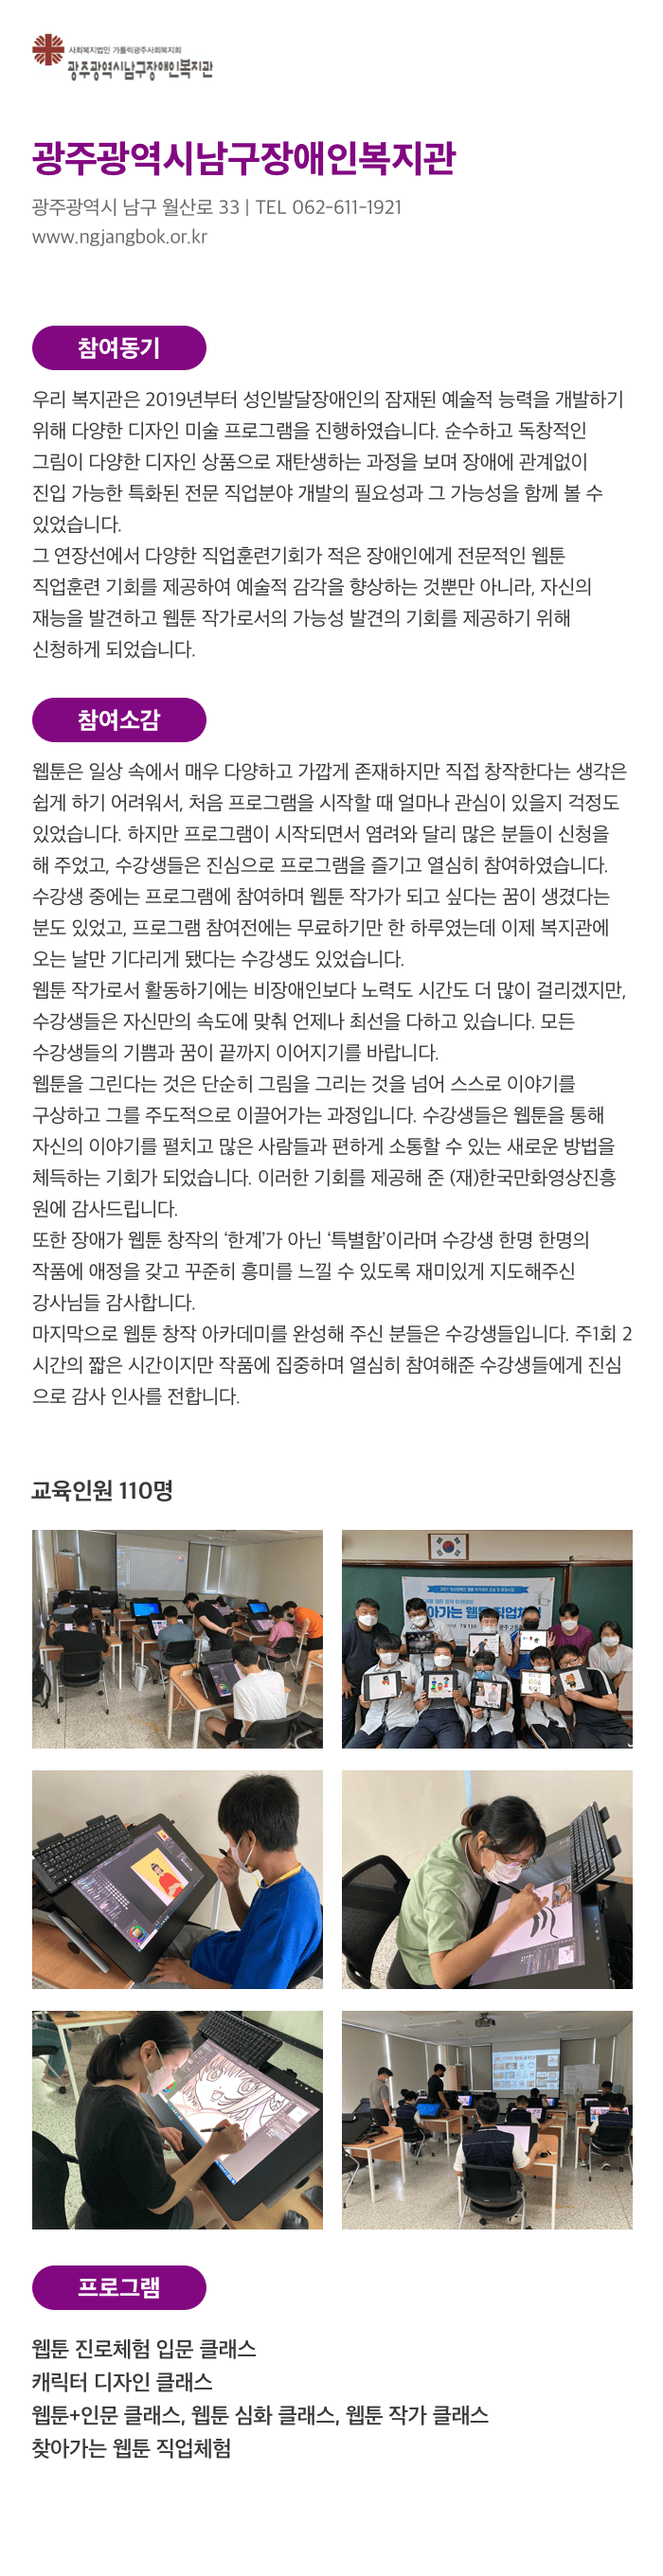 사회복지법인 가톨릭광주사회복지회
광주광역시남구장애인복지관
광주광역시남구장애인복지관
광주광역시 남구 월산로 33 | TEL 062-611-1921
www.ngjangbok.or.kr
참여동기
우리 복지관은 2019년부터 성인발달장애인의 잠재된 예술적 능력을 개발하기
위해 다양한 디자인 미술 프로그램을 진행하였습니다. 순수하고 독창적인
그림이 다양한 디자인 상품으로 재탄생하는 과정을 보며 장애에 관계없이
진입 가능한 특화된 전문 직업분야 개발의 필요성과 그 가능성을 함께 볼 수
있었습니다.
그 연장선에서 다양한 직업훈련기회가 적은 장애인에게 전문적인 웹툰
직업훈련 기회를 제공하여 예술적 감각을 향상하는 것뿐만 아니라, 자신의
재능을 발견하고 웹툰 작가로서의 가능성 발견의 기회를 제공하기 위해
신청하게 되었습니다.
참여소감
웹툰은 일상 속에서 매우 다양하고 가깝게 존재하지만 직접 창작한다는 생각은
쉽게 하기 어려워서, 처음 프로그램을 시작할 때 얼마나 관심이 있을지 걱정도
있었습니다. 하지만 프로그램이 시작되면서 염려와 달리 많은 분들이 신청을
해 주었고, 수강생들은 진심으로 프로그램을 즐기고 열심히 참여하였습니다.
수강생 중에는 프로그램에 참여하며 웹툰 작가가 되고 싶다는 꿈이 생겼다는
분도 있었고, 프로그램 참여전에는 무료하기만 한 하루였는데 이제 복지관에
오는 날만 기다리게 됐다는 수강생도 있었습니다.
웹툰 작가로서 활동하기에는 비장애인보다 노력도 시간도 더 많이 걸리겠지만,
수강생들은 자신만의 속도에 맞춰 언제나 최선을 다하고 있습니다. 모든
수강생들의 기쁨과 꿈이 끝까지 이어지기를 바랍니다.
웹툰을 그린다는 것은 단순히 그림을 그리는 것을 넘어 스스로 이야기를
구상하고 그를 주도적으로 이끌어가는 과정입니다. 수강생들은 웹툰을 통해
자신의 이야기를 펼치고 많은 사람들과 편하게 소통할 수 있는 새로운 방법을
체득하는 기회가 되었습니다. 이러한 기회를 제공해 준 (재)한국만화영상진흥
원에 감사드립니다.
또한 장애가 웹툰 창작의 ‘한계’가 아닌 ‘특별함’이라며 수강생 한명 한명의
작품에 애정을 갖고 꾸준히 흥미를 느낄 수 있도록 재미있게 지도해주신
강사님들 감사합니다.
마지막으로 웹툰 창작 아카데미를 완성해 주신 분들은 수강생들입니다. 주1회 2
시간의 짧은 시간이지만 작품에 집중하며 열심히 참여해준 수강생들에게 진심
으로 감사 인사를 전합니다.
교육인원 110명
아가는 웹툰 직업체
프로그램
웹툰 진로체험 입문 클래스
캐릭터 디자인 클래스
웹툰+인문 클래스, 웹툰 심화 클래스, 웹툰 작가 클래스
찾아가는 웹툰 직업체험